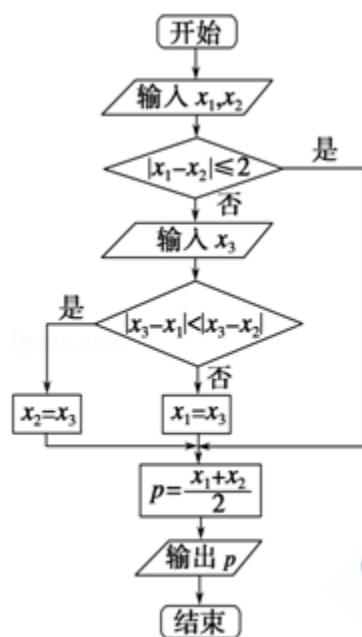 开始
输入 x₁,x₂
|x₁−x₂|≤2
是
否
输入 x₃
|x₃−x₁|<|x₃−x₂|
是
否
x₂=x₃
x₁=x₃
p=\frac{x₁+x₂}{2}
输出 p
结束